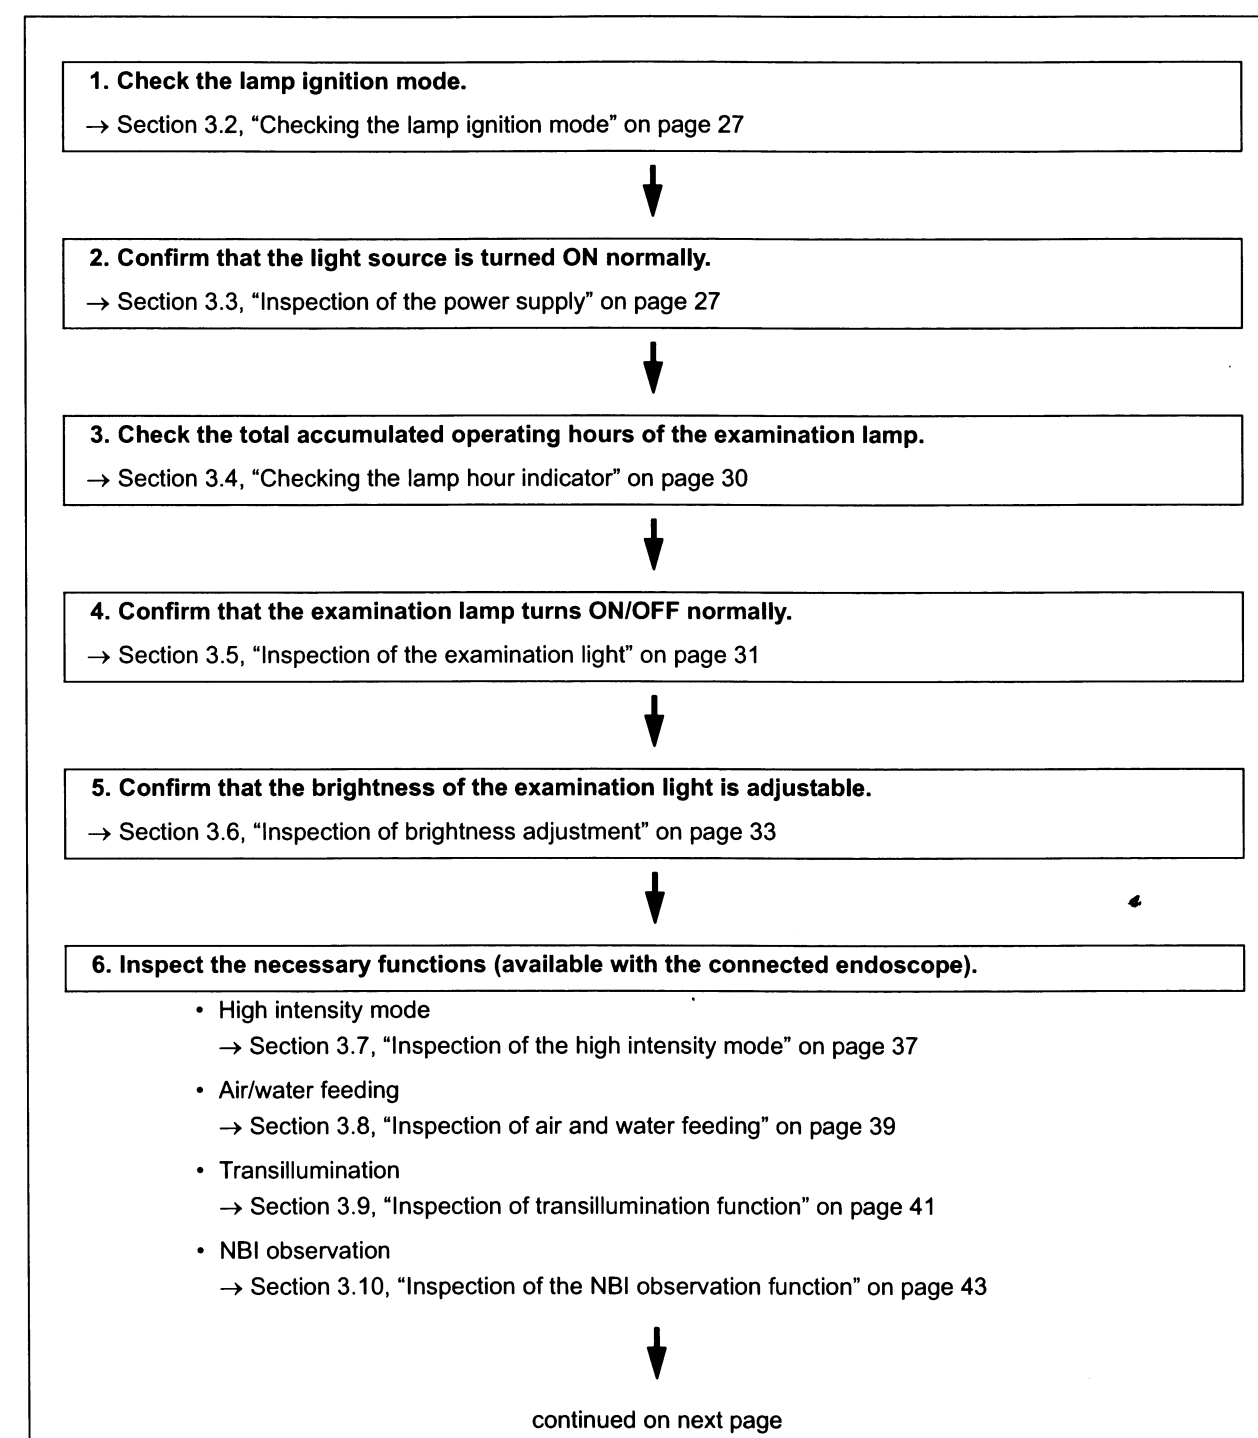 1. Check the lamp ignition mode.
→ Section 3.2, “Checking the lamp ignition mode” on page 27
2. Confirm that the light source is turned ON normally.
→ Section 3.3, “Inspection of the power supply” on page 27
3. Check the total accumulated operating hours of the examination lamp.
→ Section 3.4, “Checking the lamp hour indicator” on page 30
4. Confirm that the examination lamp turns ON/OFF normally.
→ Section 3.5, “Inspection of the examination light” on page 31
5. Confirm that the brightness of the examination light is adjustable.
→ Section 3.6, “Inspection of brightness adjustment” on page 33
6. Inspect the necessary functions (available with the connected endoscope).
• High intensity mode
→ Section 3.7, “Inspection of the high intensity mode” on page 37
• Air/water feeding
→ Section 3.8, “Inspection of air and water feeding” on page 39
• Transillumination
→ Section 3.9, “Inspection of transillumination function” on page 41
• NBI observation
→ Section 3.10, “Inspection of the NBI observation function” on page 43
continued on next page